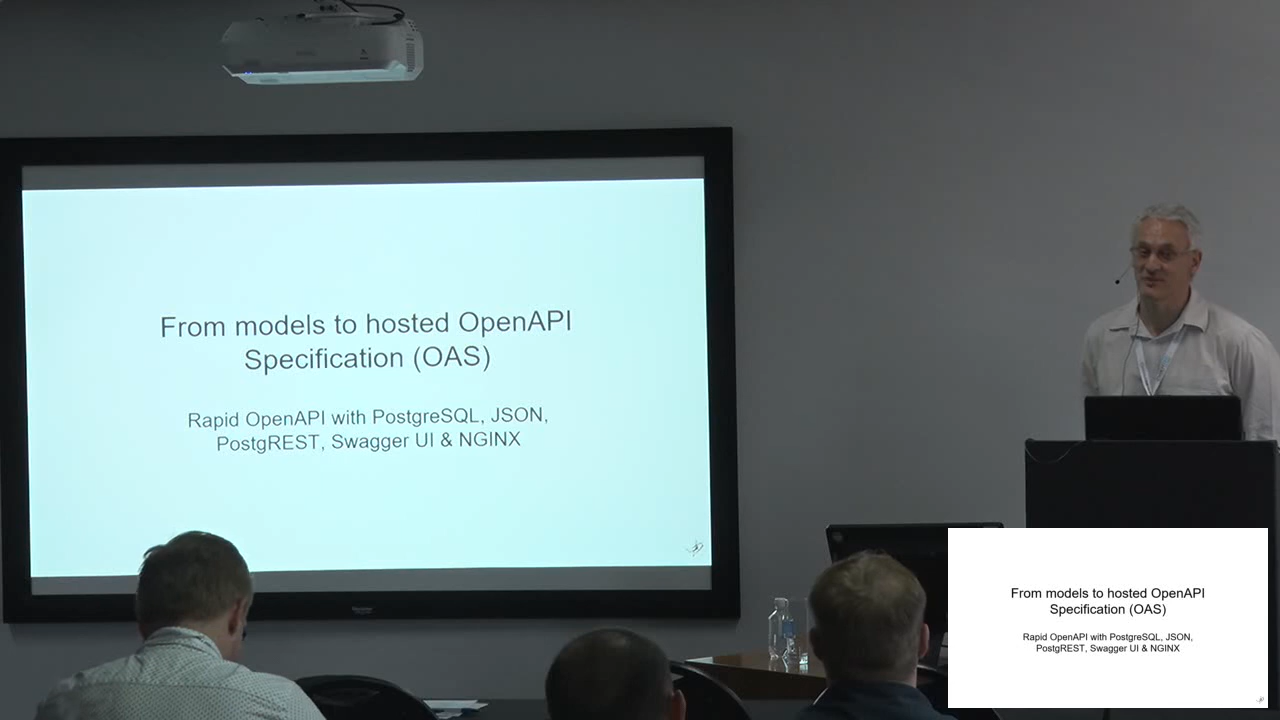 From models to hosted OpenAPI
Specification (OAS)
Rapid OpenAPI with PostgreSQL, JSON,
PostgREST, Swagger UI & NGINX
From models to hosted OpenAPI
Specification (OAS)
Rapid OpenAPI with PostgreSQL, JSON,
PostgREST, Swagger UI & NGINX